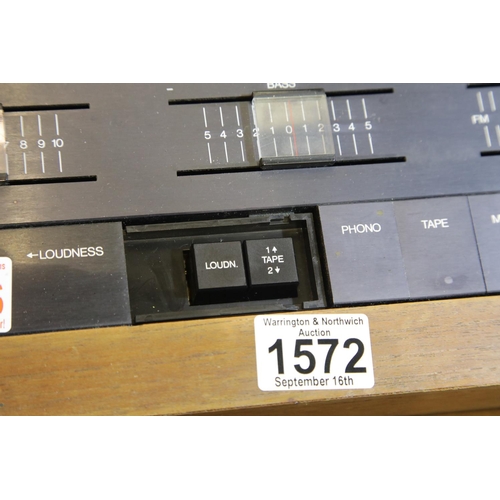 BASS
8 9 10
5 4 3 2 1 0 1 2 3 4 5
FM
←LOUDNESS
LOUDN.
1↑
TAPE
2↓
PHONO
TAPE
M
Warrington & Northwich
Auction
1572
September 16th